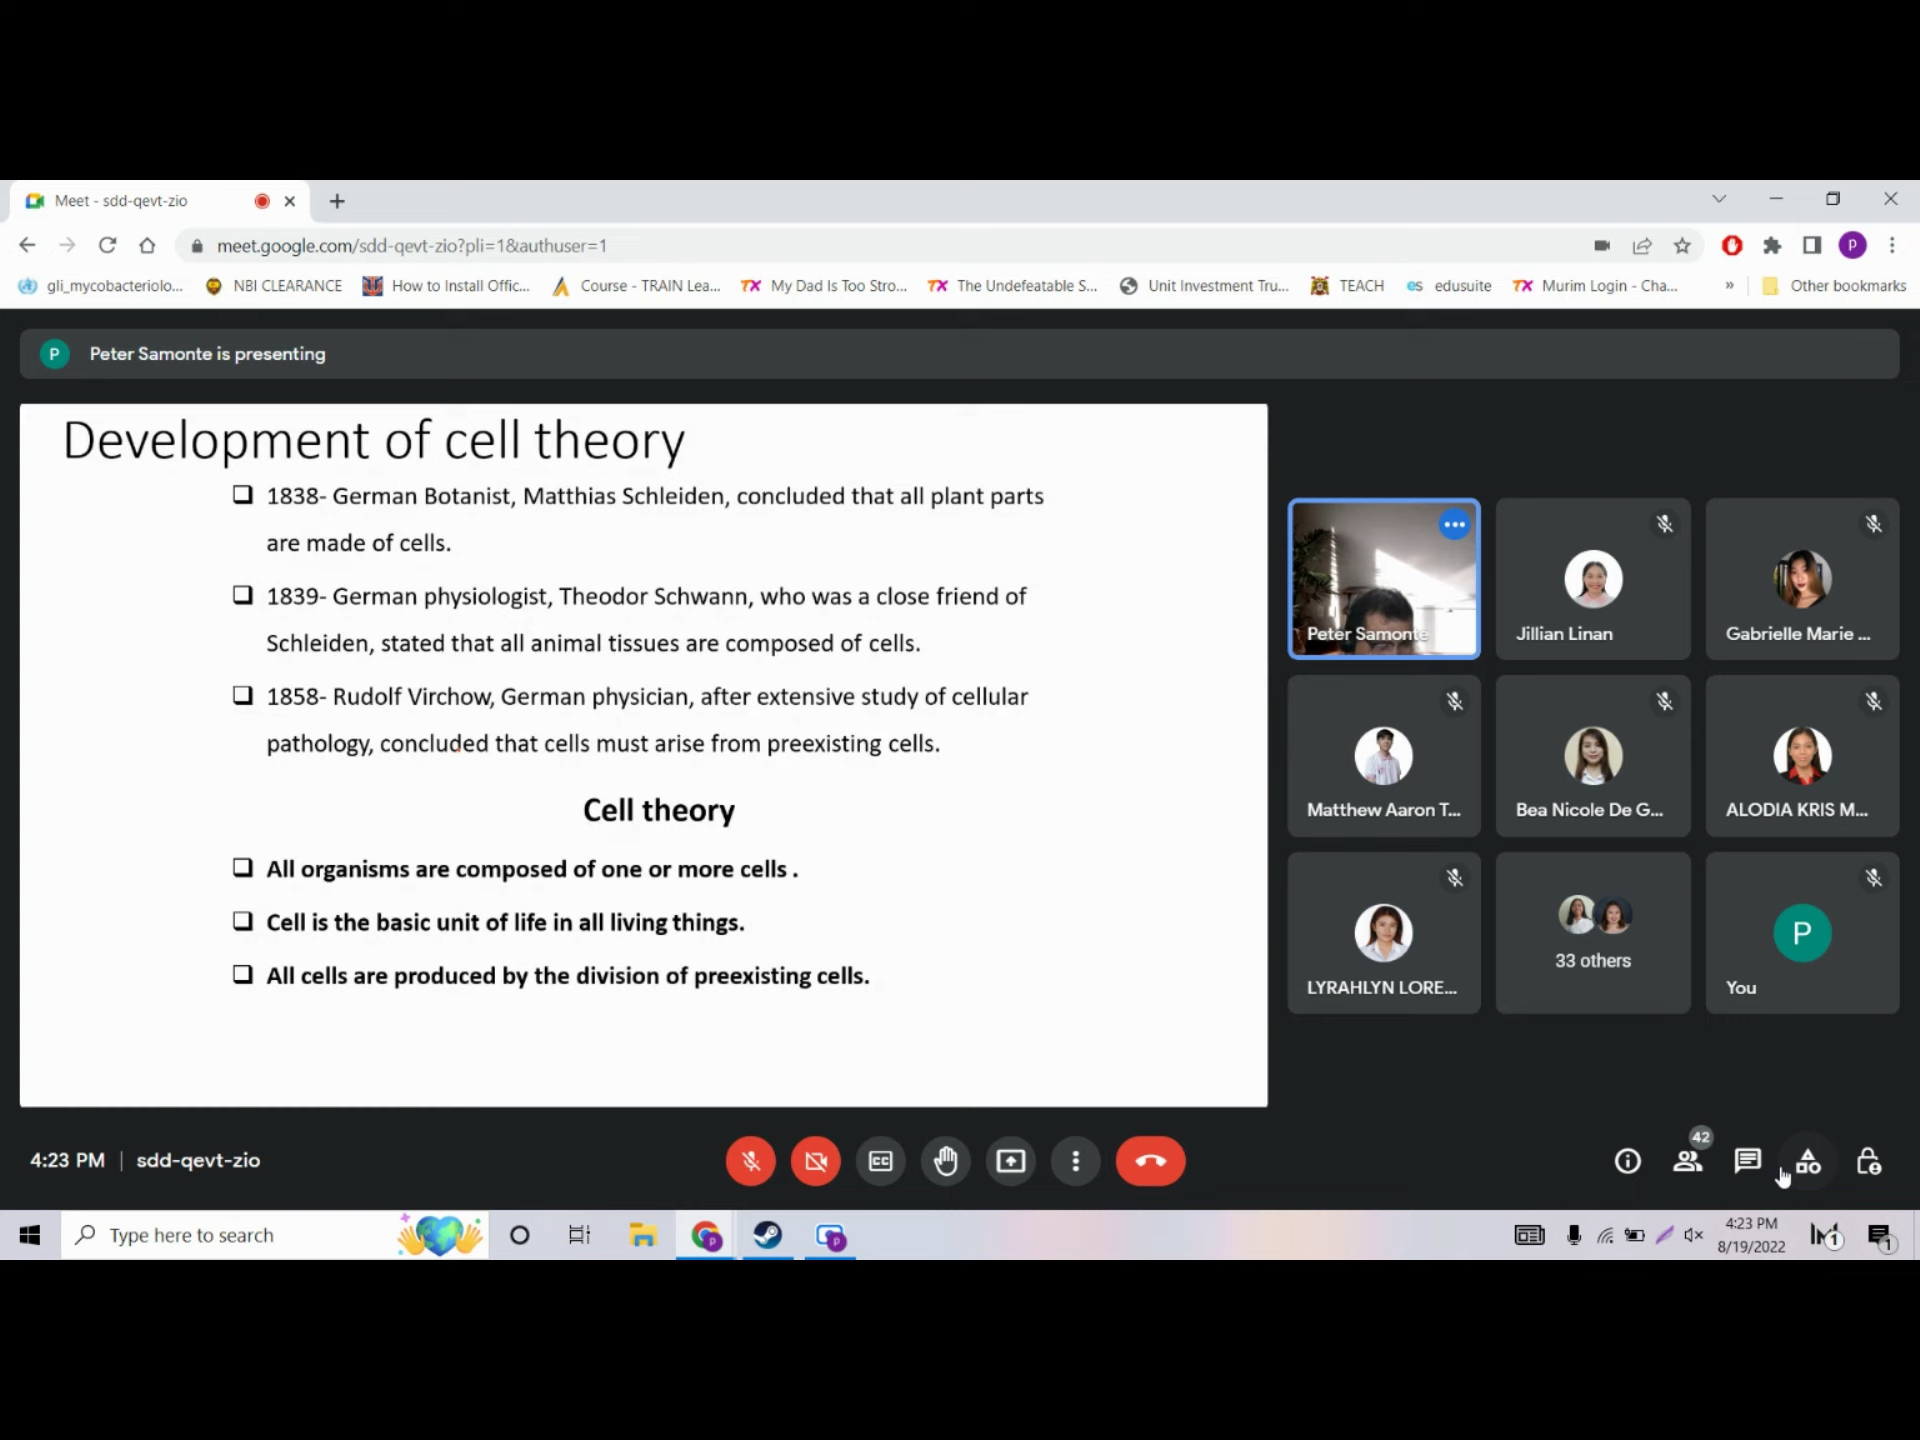 Meet - sdd-qevt-zio
meet.google.com/sdd-qevt-zio?pli=1&authuser=1
P
gli_mycobacteriolo... NBI CLEARANCE How to Install Offic... Course - TRAIN Lea... TX My Dad Is Too Stro... TX The Undefeatable S... Unit Investment Tru... TEACH es edusuite TX Murim Login - Cha... » Other bookmarks
P Peter Samonte is presenting
Development of cell theory
1838- German Botanist, Matthias Schleiden, concluded that all plant parts
are made of cells.
1839- German physiologist, Theodor Schwann, who was a close friend of
Schleiden, stated that all animal tissues are composed of cells.
1858- Rudolf Virchow, German physician, after extensive study of cellular
pathology, concluded that cells must arise from preexisting cells.
Cell theory
All organisms are composed of one or more cells .
Cell is the basic unit of life in all living things.
All cells are produced by the division of preexisting cells.
Peter Samonte
Jillian Linan
Gabrielle Marie ...
Matthew Aaron T...
Bea Nicole De G...
ALODIA KRIS M...
LYRAHLYN LORE...
33 others
P
You
4:23 PM | sdd-qevt-zio
CC
42
Type here to search
P
P
4:23 PM
8/19/2022
1
1